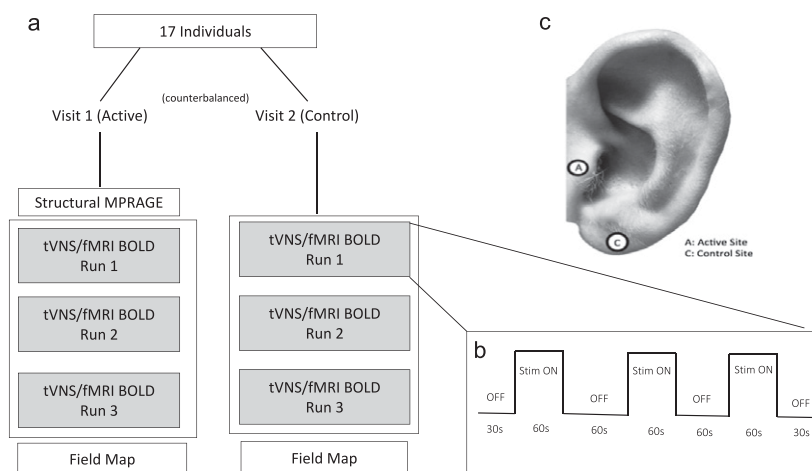 a
17 Individuals
(counterbalanced)
Visit 1 (Active)
Visit 2 (Control)
Structural MPRAGE
tVNS/fMRI BOLD
Run 1
tVNS/fMRI BOLD
Run 2
tVNS/fMRI BOLD
Run 3
Field Map
tVNS/fMRI BOLD
Run 1
tVNS/fMRI BOLD
Run 2
tVNS/fMRI BOLD
Run 3
Field Map
c
A
C
A: Active Site
C: Control Site
b
Stim ON
Stim ON
Stim ON
OFF
OFF
OFF
OFF
30s
60s
60s
60s
60s
60s
30s